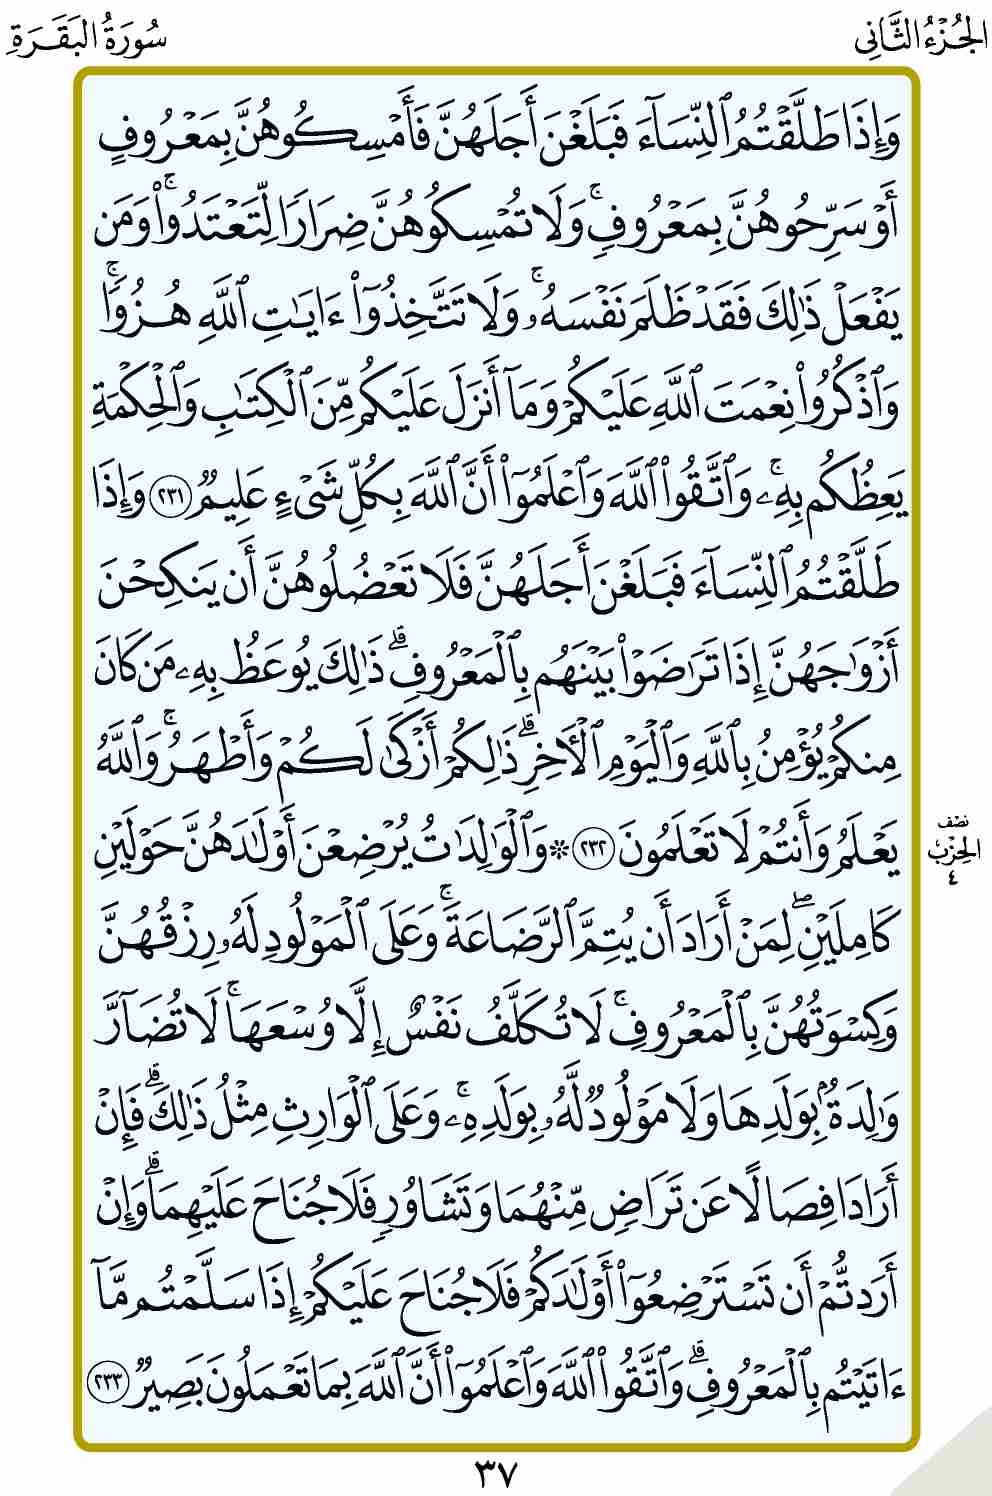 الجُزْءُ الثَّانِي
سُورَةُ البَقَرَةِ
وَإِذَا طَلَّقْتُمُ ٱلنِّسَآءَ فَبَلَغْنَ أَجَلَهُنَّ فَأَمْسِكُوهُنَّ بِمَعْرُوفٍ
أَوْ سَرِّحُوهُنَّ بِمَعْرُوفٍۚ وَلَا تُمْسِكُوهُنَّ ضِرَارًا لِّتَعْتَدُوا۟ۚ وَمَن
يَفْعَلْ ذَٰلِكَ فَقَدْ ظَلَمَ نَفْسَهُۥۚ وَلَا تَتَّخِذُوٓا۟ ءَايَٰتِ ٱللَّهِ هُزُوًاۚ
وَٱذْكُرُوا۟ نِعْمَتَ ٱللَّهِ عَلَيْكُمْ وَمَآ أَنزَلَ عَلَيْكُم مِّنَ ٱلْكِتَٰبِ وَٱلْحِكْمَةِ
يَعِظُكُم بِهِۦۚ وَٱتَّقُوا۟ ٱللَّهَ وَٱعْلَمُوٓا۟ أَنَّ ٱللَّهَ بِكُلِّ شَىْءٍ عَلِيمٌ ٢٣١ وَإِذَا
طَلَّقْتُمُ ٱلنِّسَآءَ فَبَلَغْنَ أَجَلَهُنَّ فَلَا تَعْضُلُوهُنَّ أَن يَنكِحْنَ
أَزْوَٰجَهُنَّ إِذَا تَرَٰضَوْا۟ بَيْنَهُم بِٱلْمَعْرُوفِۗ ذَٰلِكَ يُوعَظُ بِهِۦ مَن كَانَ
مِنكُمْ يُؤْمِنُ بِٱللَّهِ وَٱلْيَوْمِ ٱلْـَٔاخِرِۗ ذَٰلِكُمْ أَزْكَىٰ لَكُمْ وَأَطْهَرُۚ وَٱللَّهُ
يَعْلَمُ وَأَنتُمْ لَا تَعْلَمُونَ ٢٣٢ ۞ وَٱلْوَٰلِدَٰتُ يُرْضِعْنَ أَوْلَٰدَهُنَّ حَوْلَيْنِ
نصف
الحِزْب
٤
كَامِلَيْنِۖ لِمَنْ أَرَادَ أَن يُتِمَّ ٱلرَّضَاعَةَۚ وَعَلَى ٱلْمَوْلُودِ لَهُۥ رِزْقُهُنَّ
وَكِسْوَتُهُنَّ بِٱلْمَعْرُوفِۚ لَا تُكَلَّفُ نَفْسٌ إِلَّا وُسْعَهَاۚ لَا تُضَآرَّ
وَٰلِدَةٌۢ بِوَلَدِهَا وَلَا مَوْلُودٌ لَّهُۥ بِوَلَدِهِۦۚ وَعَلَى ٱلْوَارِثِ مِثْلُ ذَٰلِكَۗ فَإِنْ
أَرَادَا فِصَالًا عَن تَرَاضٍ مِّنْهُمَا وَتَشَاوُرٍ فَلَا جُنَاحَ عَلَيْهِمَاۗ وَإِنْ
أَرَدتُّمْ أَن تَسْتَرْضِعُوٓا۟ أَوْلَٰدَكُمْ فَلَا جُنَاحَ عَلَيْكُمْ إِذَا سَلَّمْتُم مَّآ
ءَاتَيْتُم بِٱلْمَعْرُوفِۗ وَٱتَّقُوا۟ ٱللَّهَ وَٱعْلَمُوٓا۟ أَنَّ ٱللَّهَ بِمَا تَعْمَلُونَ بَصِيرٌ ٢٣٣
٣٧